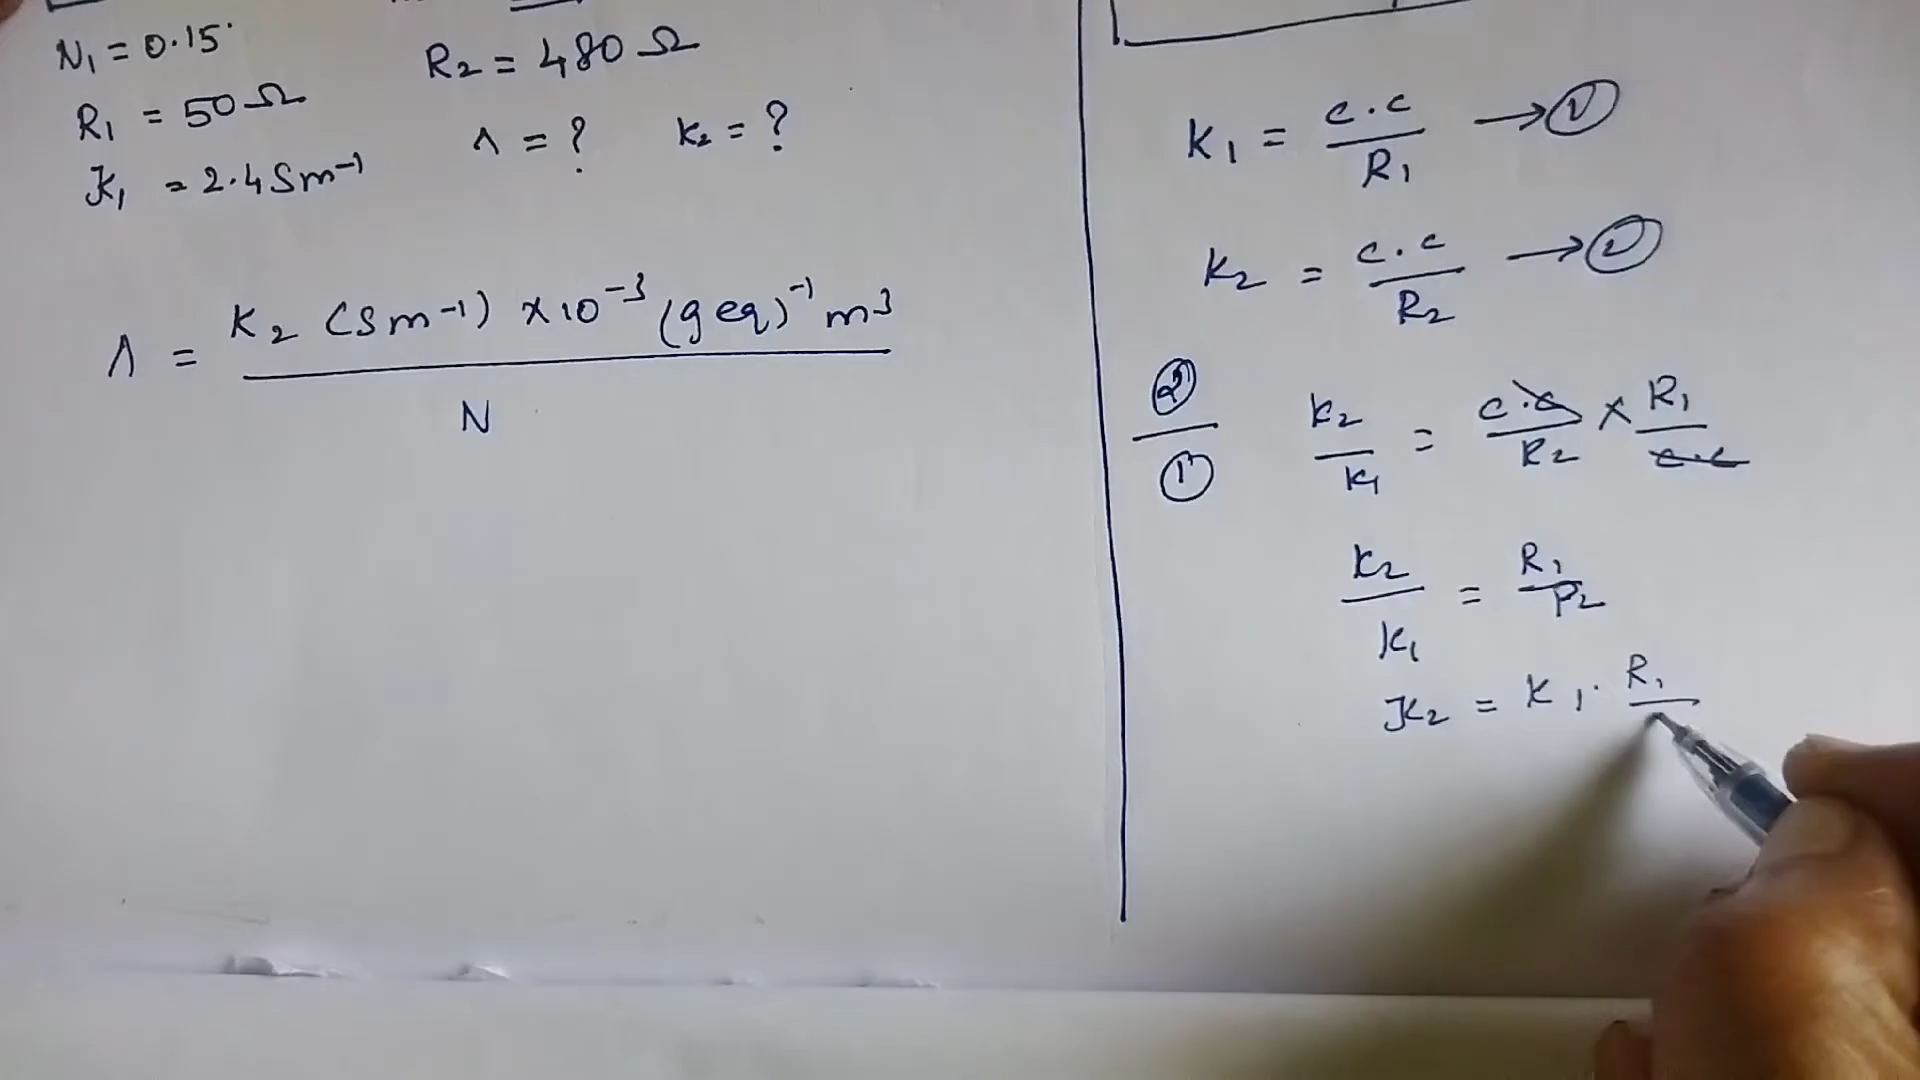 N₁ = 0.15
R₁ = 50 Ω
K₁ = 2.4 Sm⁻¹
R₂ = 480 Ω
Λ = ? K₂ = ?
Λ = K₂ (Sm⁻¹) × 10⁻³ (g eq)⁻¹ m³
N
K₁ = c.c / R₁ → ①
K₂ = c.c / R₂ → ②
② / ① K₂ / K₁ = c.c / R₂ × R₁ / c.c
K₂ / K₁ = R₁ / R₂
K₂ = K₁ . R₁